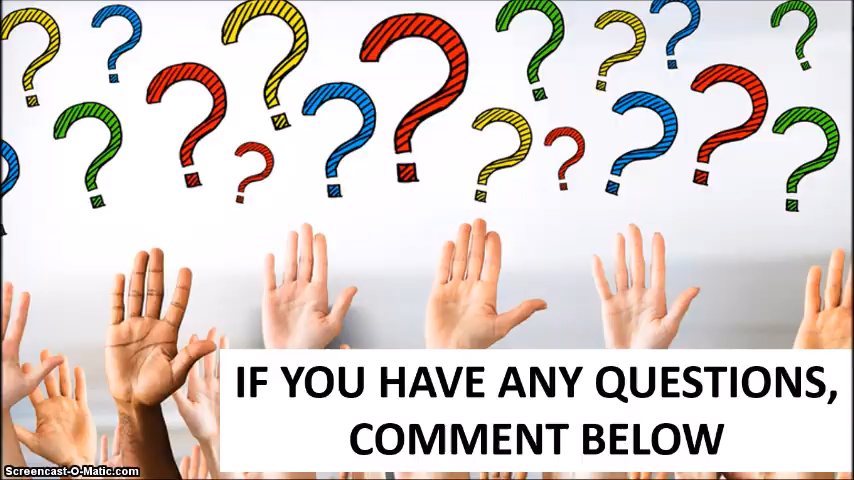 IF YOU HAVE ANY QUESTIONS,
COMMENT BELOW
Screencast-O-Matic.com